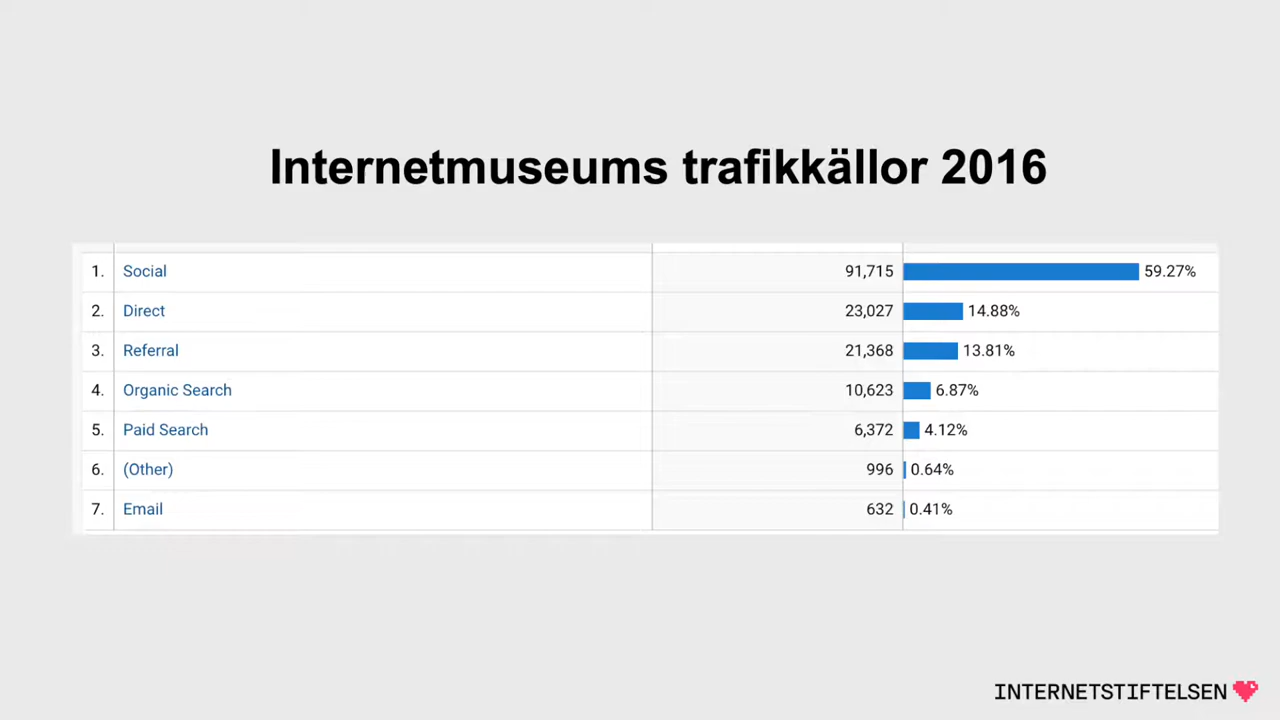 Internetmuseums trafikkällor 2016
1. Social 91,715 59.27%
2. Direct 23,027 14.88%
3. Referral 21,368 13.81%
4. Organic Search 10,623 6.87%
5. Paid Search 6,372 4.12%
6. (Other) 996 0.64%
7. Email 632 0.41%
INTERNETSTIFTELSEN